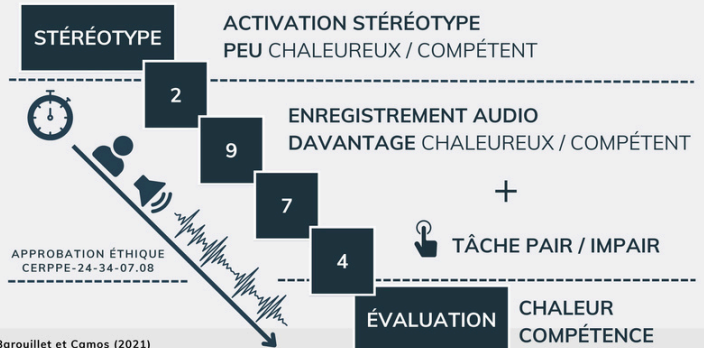 STÉRÉOTYPE
ACTIVATION STÉRÉOTYPE
PEU CHALEUREUX / COMPÉTENT
2
ENREGISTREMENT AUDIO
DAVANTAGE CHALEUREUX / COMPÉTENT
9
+
7
TÂCHE PAIR / IMPAIR
4
APPROBATION ÉTHIQUE
CERPPE-24-34-07.08
ÉVALUATION
CHALEUR
COMPÉTENCE
Barouillet et Camos (2021)